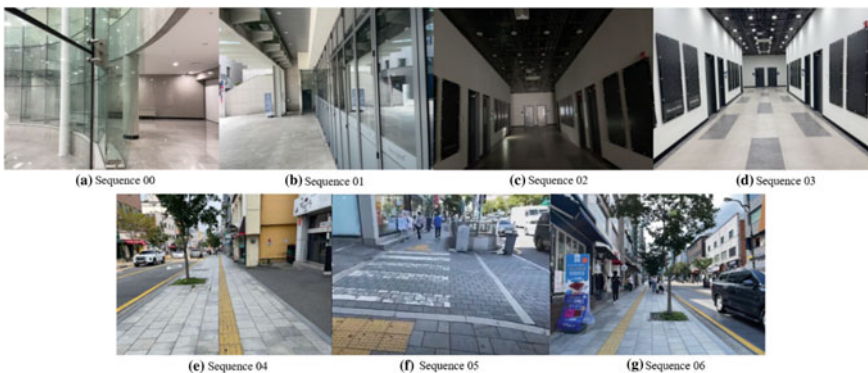 (a) Sequence 00
(b) Sequence 01
(c) Sequence 02
(d) Sequence 03
(e) Sequence 04
(f) Sequence 05
(g) Sequence 06